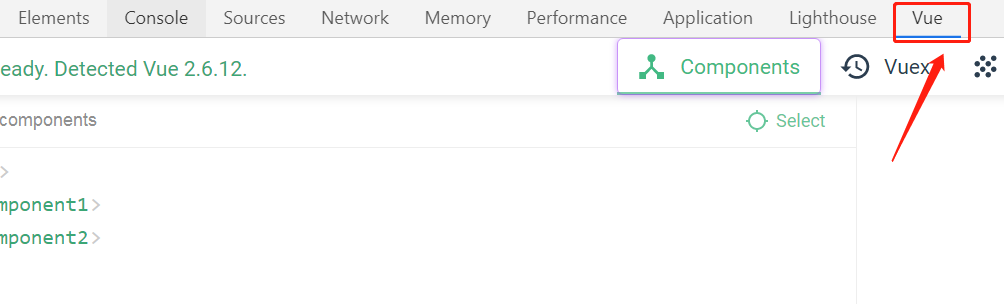 Elements Console Sources Network Memory Performance Application Lighthouse Vue
eady. Detected Vue 2.6.12. Components Vuex
components Select
>
mponent1>
mponent2>